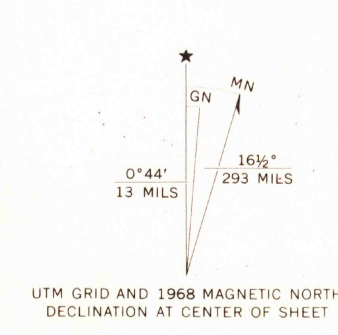 MN
GN
0°44'
13 MILS
16½°
293 MILS
UTM GRID AND 1968 MAGNETIC NORTH
DECLINATION AT CENTER OF SHEET